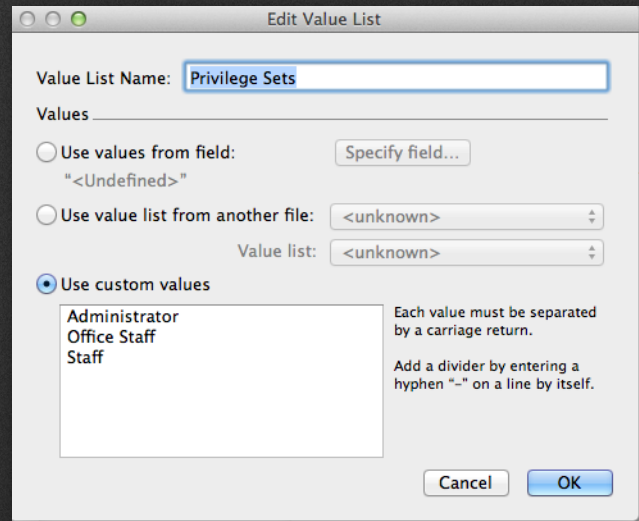 Edit Value List
Value List Name: Privilege Sets
Values
Use values from field: Specify field...
"<Undefined>"
Use value list from another file: <unknown>
Value list: <unknown>
Use custom values
Administrator
Office Staff
Staff
Each value must be separated
by a carriage return.
Add a divider by entering a
hyphen "-" on a line by itself.
Cancel OK